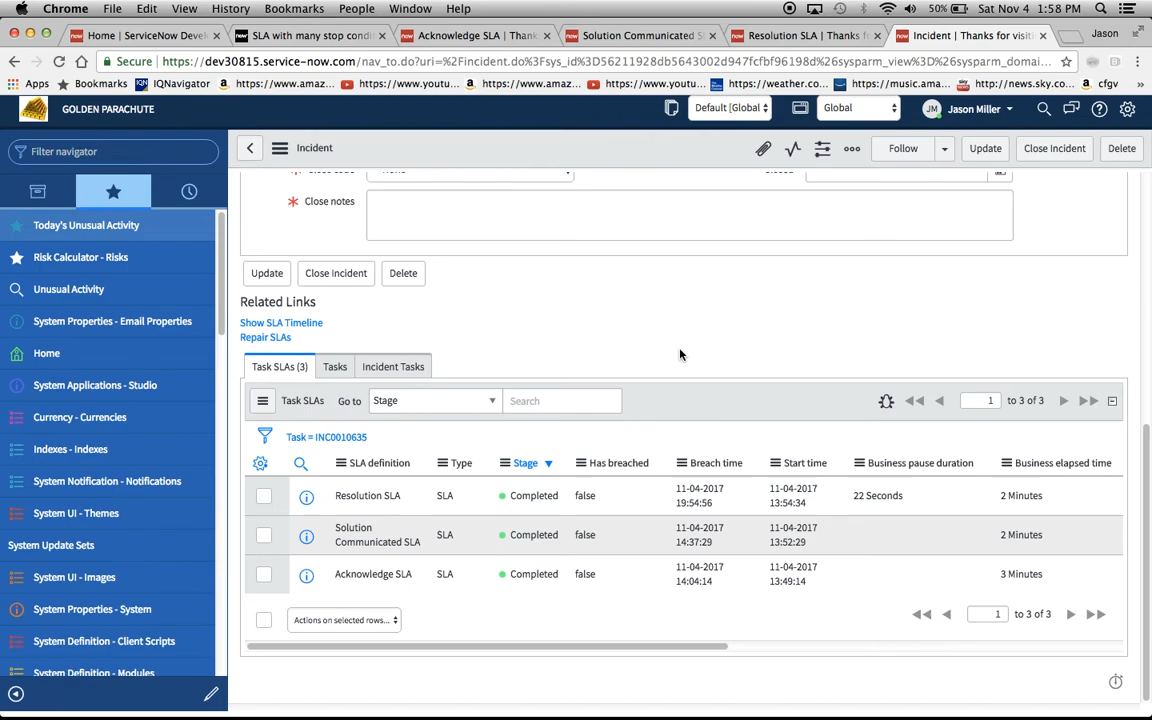 Chrome File Edit View History Bookmarks People Window Help 50% Sat Nov 4 1:58 PM
Home | ServiceNow Devel
SLA with many stop condit
Acknowledge SLA | Thank
Solution Communicated S
Resolution SLA | Thanks f
Incident | Thanks for visiti
Jason
Secure https://dev30815.service-now.com/nav_to.do?uri=%2Fincident.do%3Fsys_id%3D56211928db5643002d947fcfbf96198d%26sysparm_view%3D%26sysparm_domai...
Apps Bookmarks IQNavigator https://www.amaz... https://www.youtu... https://www.amaz... https://www.youtu... https://weather.co... https://music.ama... http://news.sky.co... cfgv
GOLDEN PARACHUTE
Default [Global
Global
JM Jason Miller
Filter navigator
Incident
Follow Update Close Incident Delete
Today's Unusual Activity
Risk Calculator - Risks
Unusual Activity
System Properties - Email Properties
Home
System Applications - Studio
Currency - Currencies
Indexes - Indexes
System Notification - Notifications
System UI - Themes
System Update Sets
System UI - Images
System Properties - System
System Definition - Client Scripts
System Definition - Modules
Close notes
Update Close Incident Delete
Related Links
Show SLA Timeline
Repair SLAs
Task SLAs (3) Tasks Incident Tasks
Task SLAs Go to Stage Search 1 to 3 of 3
Task = INC0010635
SLA definition Type Stage Has breached Breach time Start time Business pause duration Business elapsed time
Resolution SLA SLA Completed false 11-04-2017 19:54:56 11-04-2017 13:54:34 22 Seconds 2 Minutes
Solution Communicated SLA SLA Completed false 11-04-2017 14:37:29 11-04-2017 13:52:29 2 Minutes
Acknowledge SLA SLA Completed false 11-04-2017 14:04:14 11-04-2017 13:49:14 3 Minutes
Actions on selected rows... 1 to 3 of 3